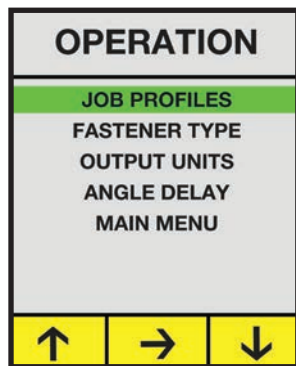 OPERATION
JOB PROFILES
FASTENER TYPE
OUTPUT UNITS
ANGLE DELAY
MAIN MENU
↑ → ↓